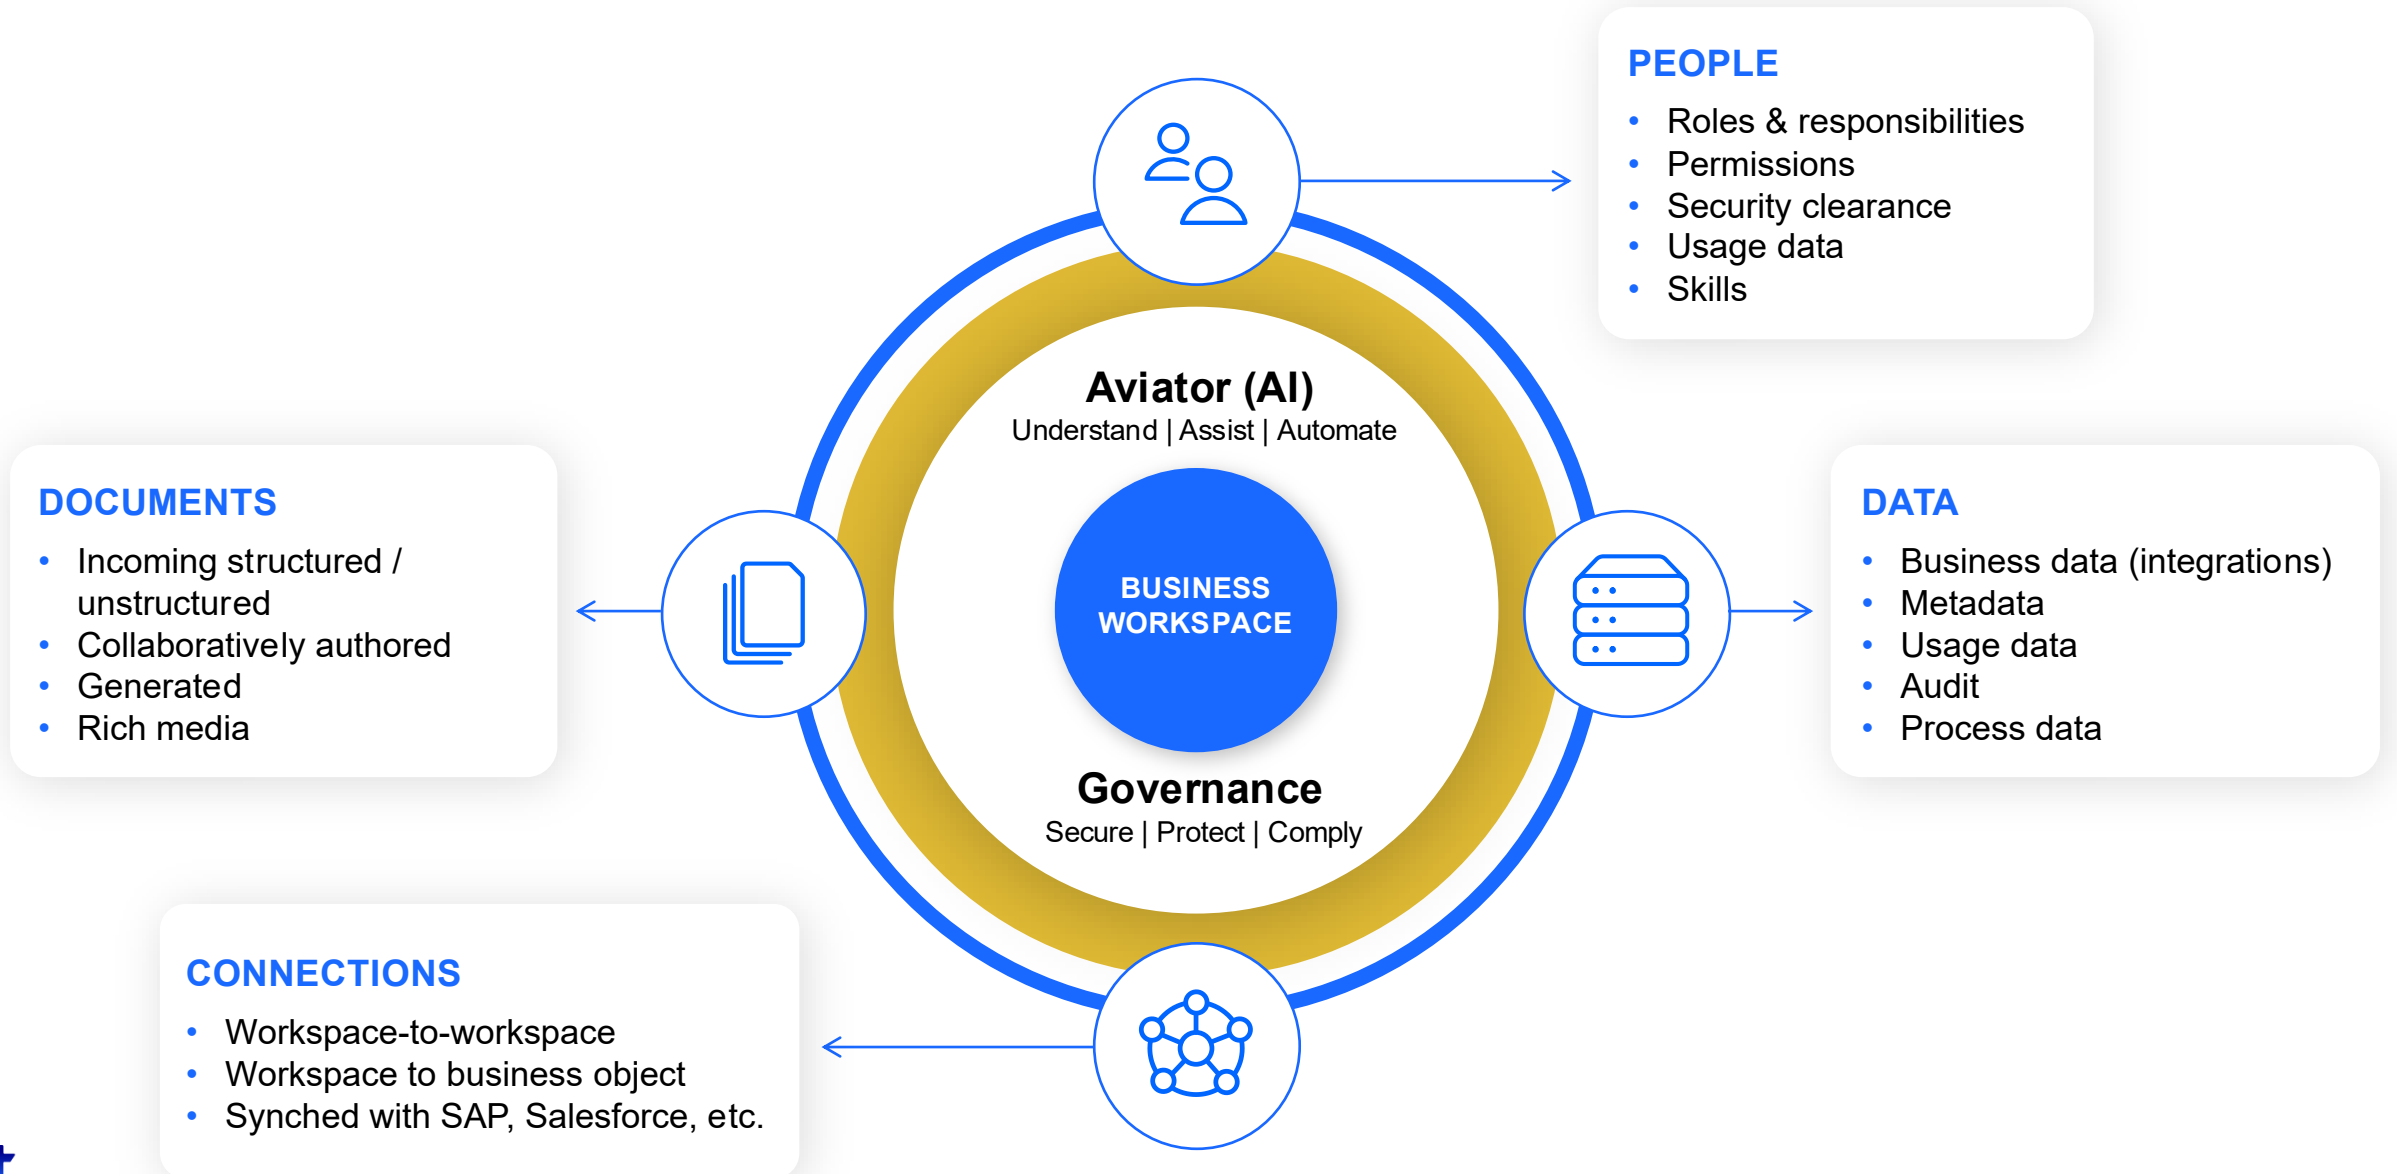 PEOPLE
• Roles & responsibilities
• Permissions
• Security clearance
• Usage data
• Skills
Aviator (AI)
Understand | Assist | Automate
BUSINESS
WORKSPACE
Governance
Secure | Protect | Comply
DOCUMENTS
• Incoming structured /
unstructured
• Collaboratively authored
• Generated
• Rich media
DATA
• Business data (integrations)
• Metadata
• Usage data
• Audit
• Process data
CONNECTIONS
• Workspace-to-workspace
• Workspace to business object
• Synched with SAP, Salesforce, etc.